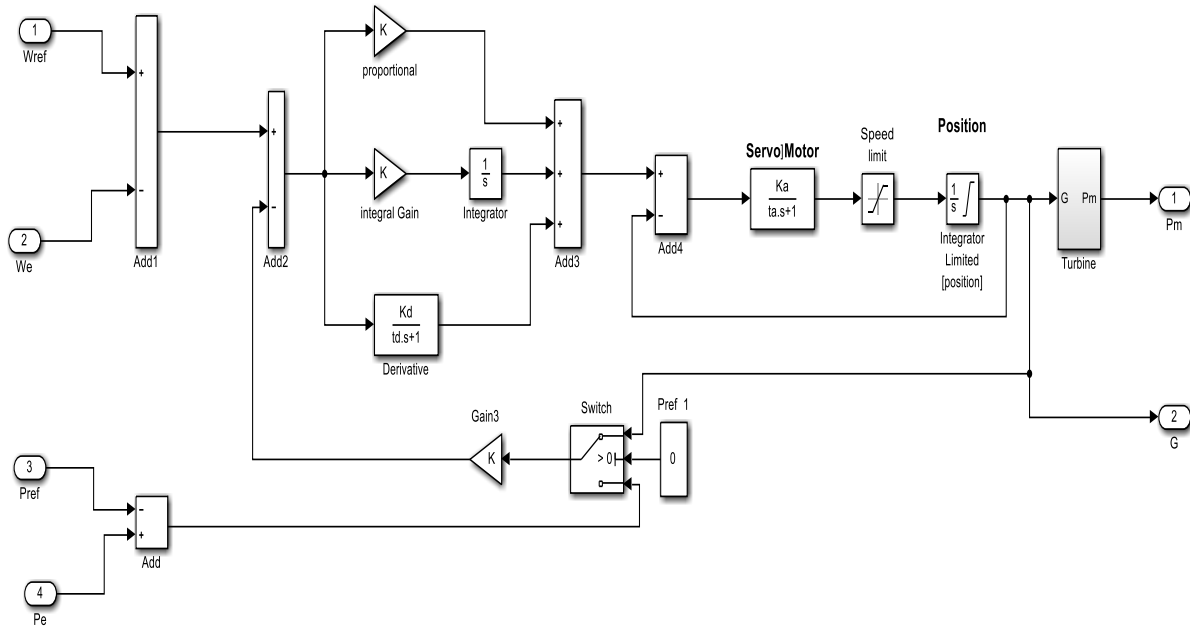 1
Wref
2
We
+
−
Add1
+
−
Add2
K
proportional
K
integral Gain
1
s
Integrator
Kd
td.s+1
Derivative
+
+
+
Add3
+
−
Add4
Servo]Motor
Ka
ta.s+1
Speed
limit
Position
1
s
Integrator
Limited
[position]
G Pm
Turbine
1
Pm
2
G
Gain3
K
Switch
> 0
Pref 1
0
3
Pref
4
Pe
−
+
Add